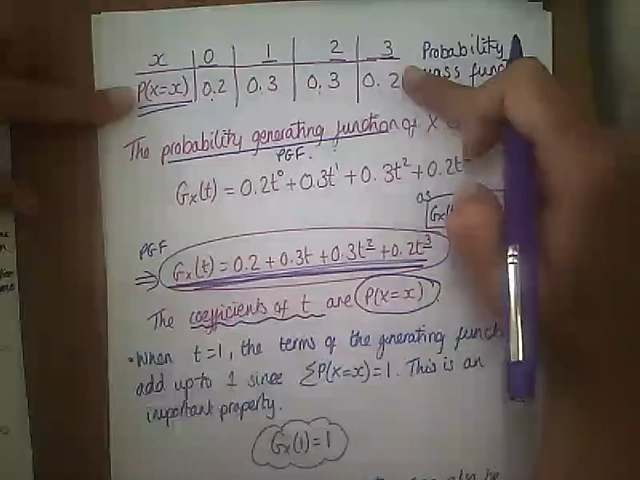 x 0 1 2 3 Probability
P(X=x) 0.2 0.3 0.3 0.2 mass func
The probability generating function of X
PGF.
Gx(t) = 0.2t⁰ + 0.3t¹ + 0.3t² + 0.2t
as
Gx(
PGF
⇒ Gx(t) = 0.2 + 0.3t + 0.3t² + 0.2t³
The coefficients of t are P(X=x)
• When t=1, the terms of the generating funct
add up to 1 since ΣP(X=x)=1. This is an
important property.
Gx(1) = 1